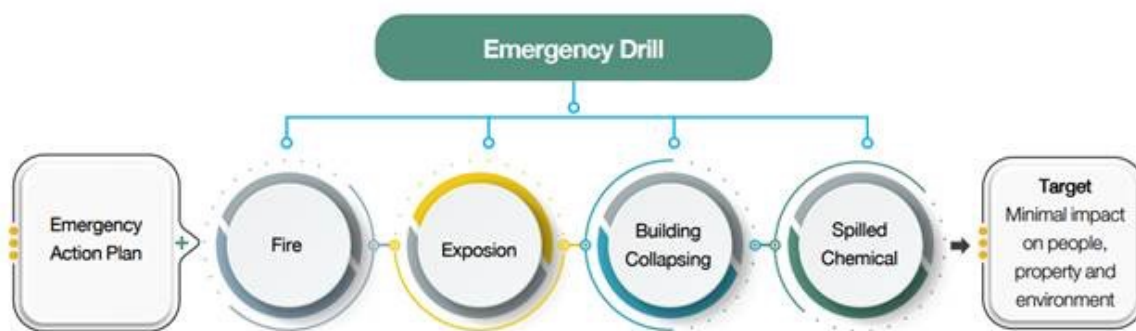 Emergency Drill
Emergency
Action Plan
+
Fire
Exposion
Building
Collapsing
Spilled
Chemical
Target
Minimal impact
on people,
property and
environment